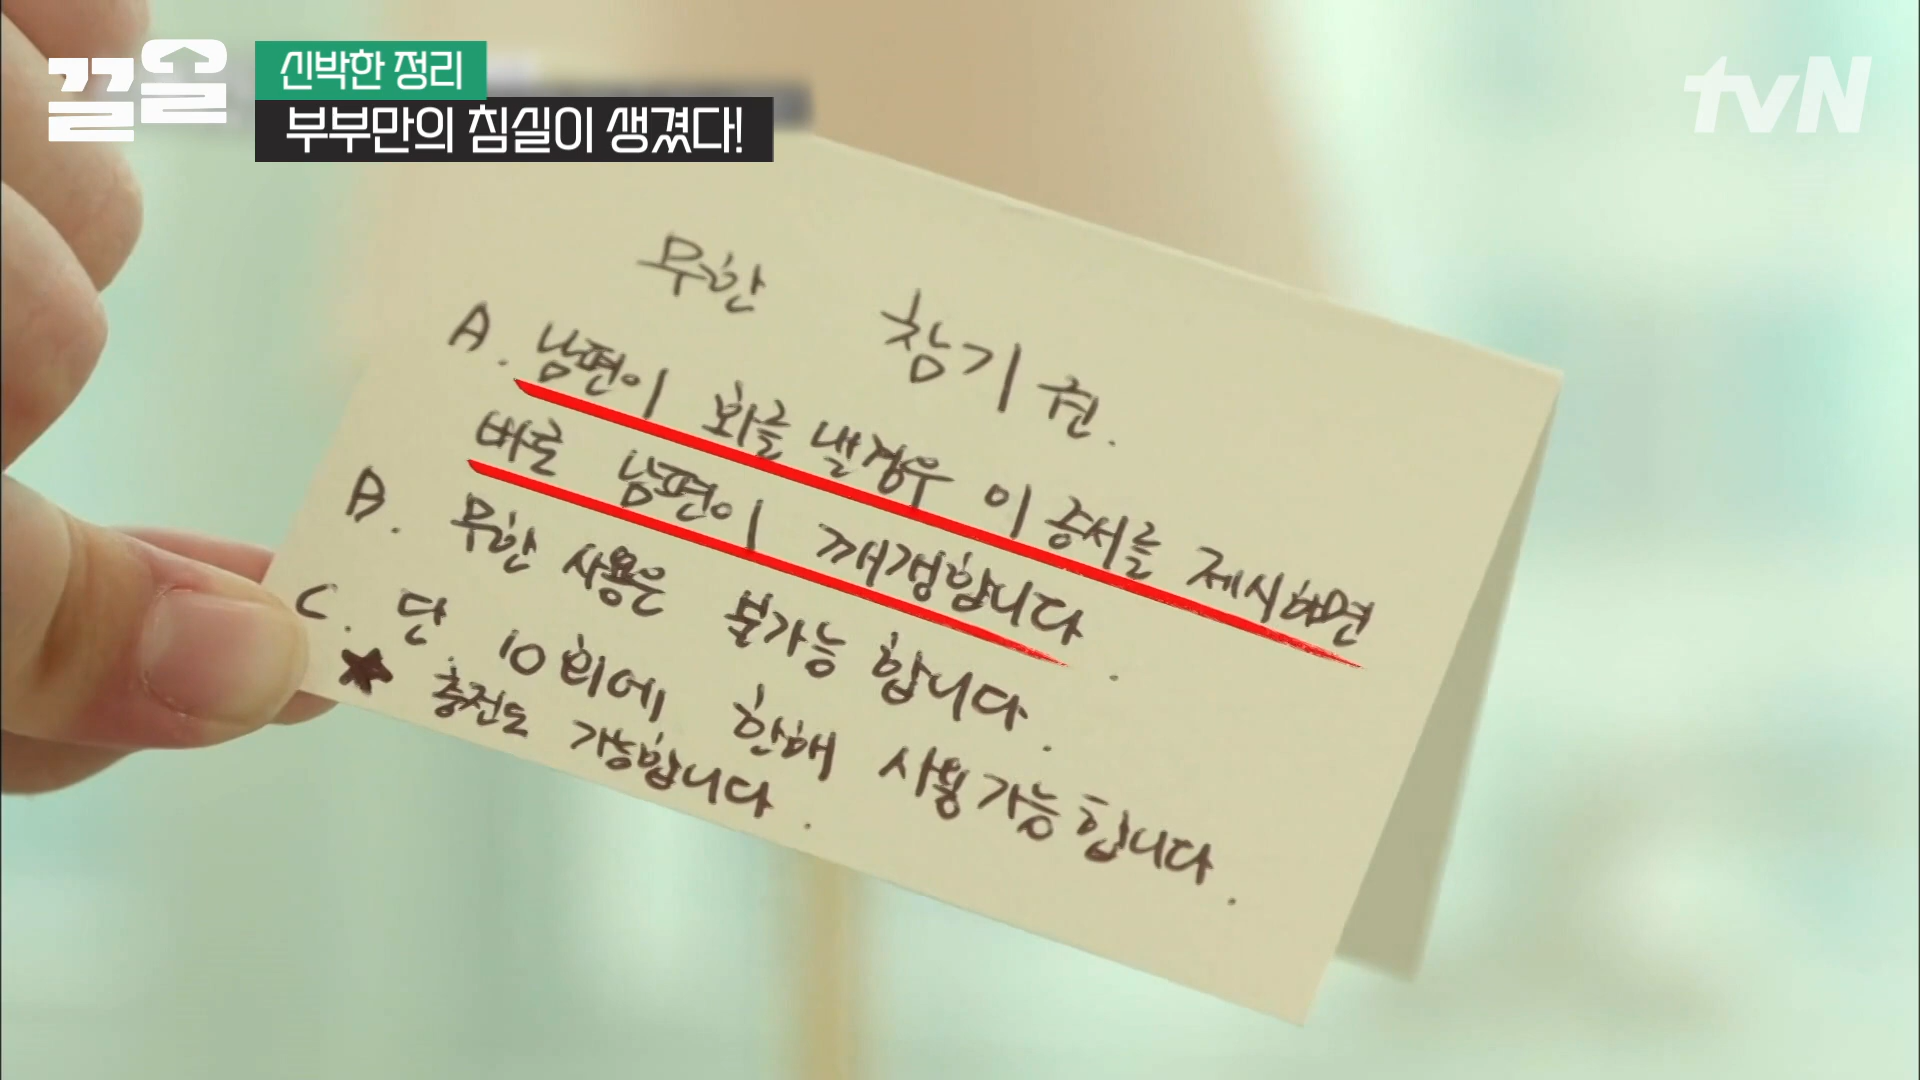 끌올
신박한 정리
부부만의 침실이 생겼다!
tvN
무한 참기 권.
A. 남편이 화를 낼경우 이 증서를 제시하면
바로 남편이 깨갱합니다.
B. 무한 사용은 불가능 합니다.
C. 단. 10회에 한해 사용가능 합니다.
★ 충전도 가능합니다.